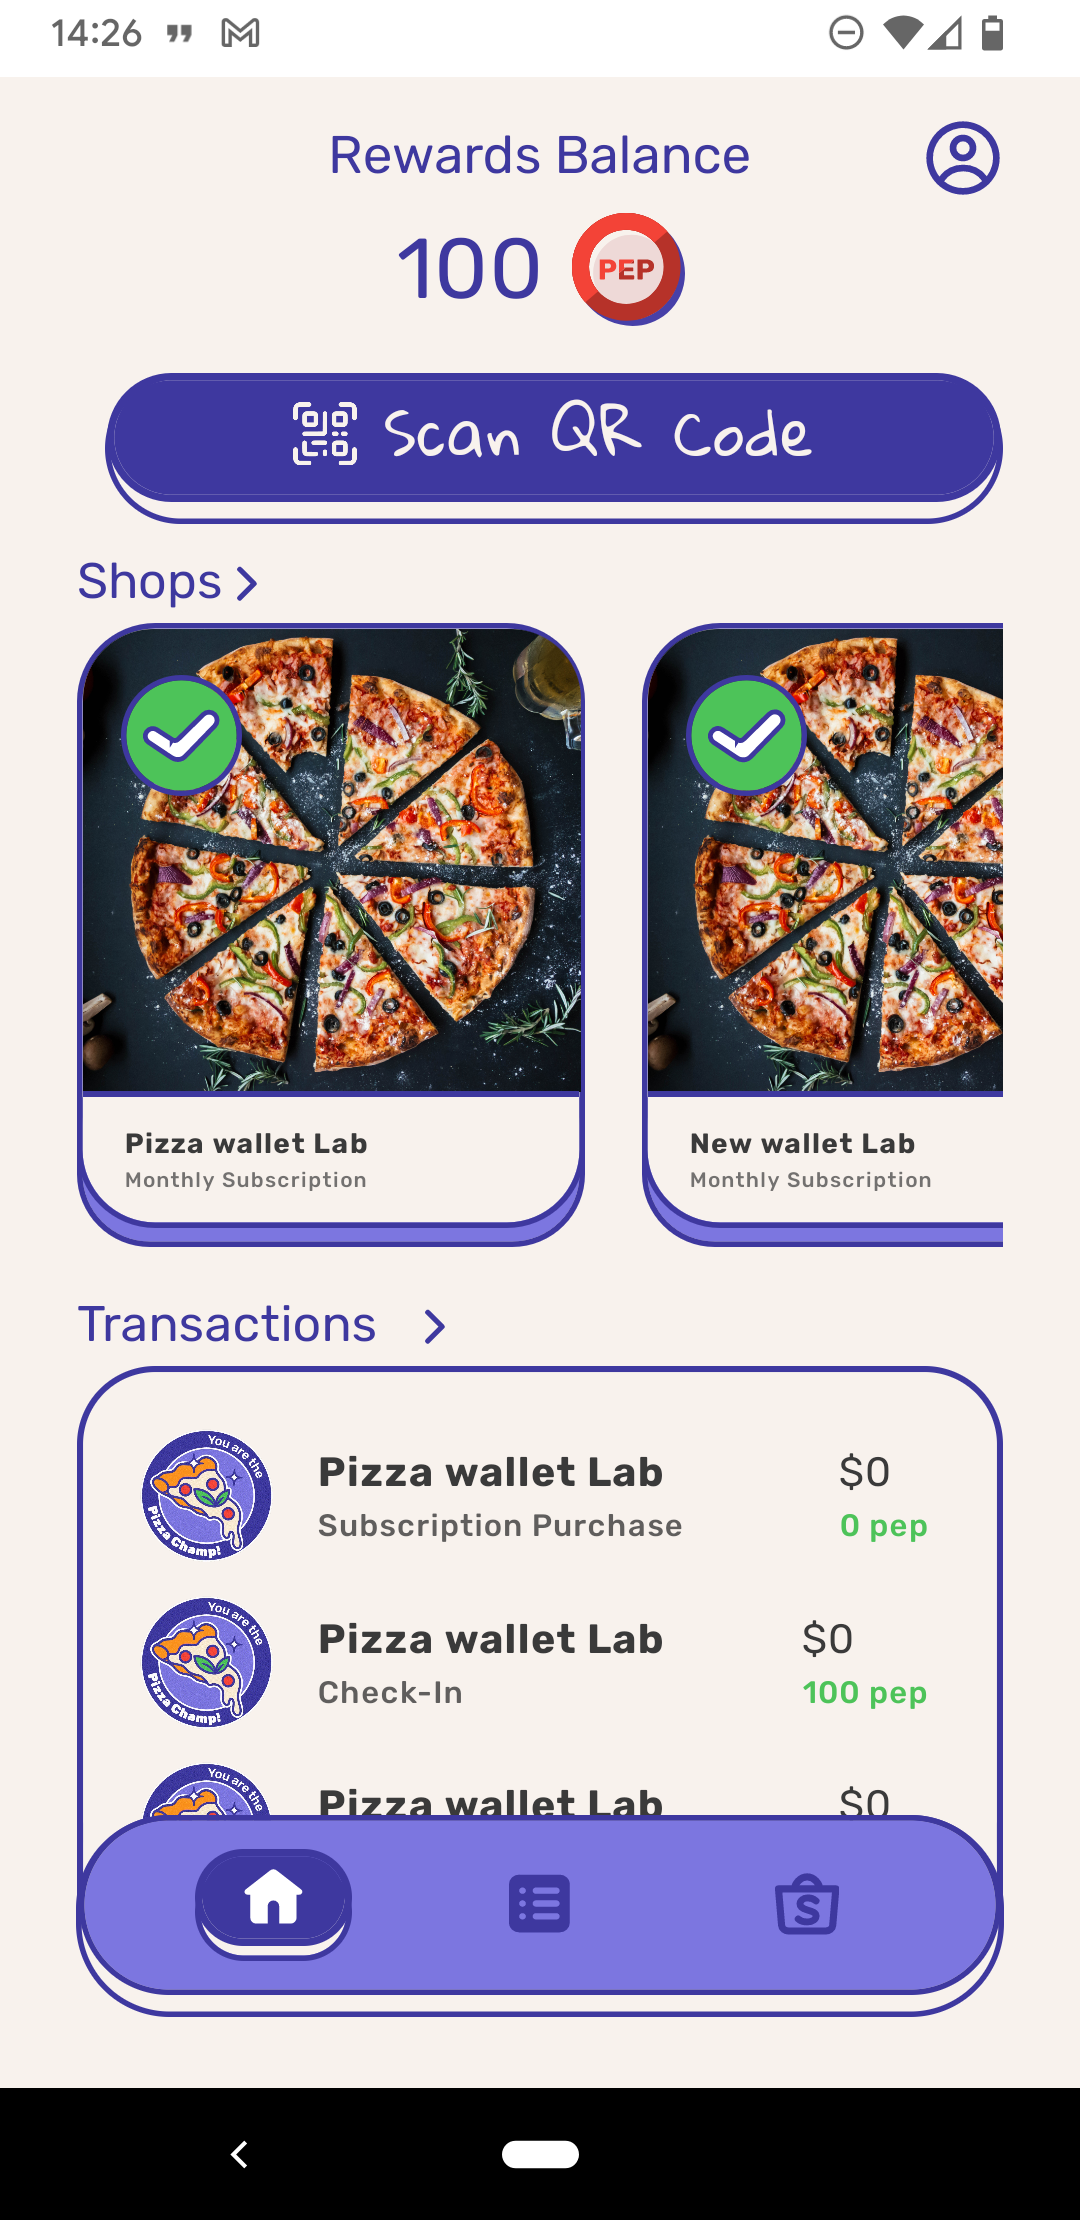 14:26
Rewards Balance
100
PEP
Scan QR Code
Shops
Pizza wallet Lab
Monthly Subscription
New wallet Lab
Monthly Subscription
Transactions
You are the
Pizza Champ!
Pizza wallet Lab
Subscription Purchase
$0
0 pep
You are the
Pizza Champ!
Pizza wallet Lab
Check-In
$0
100 pep
You are the
Pizza wallet Lab
$0
S